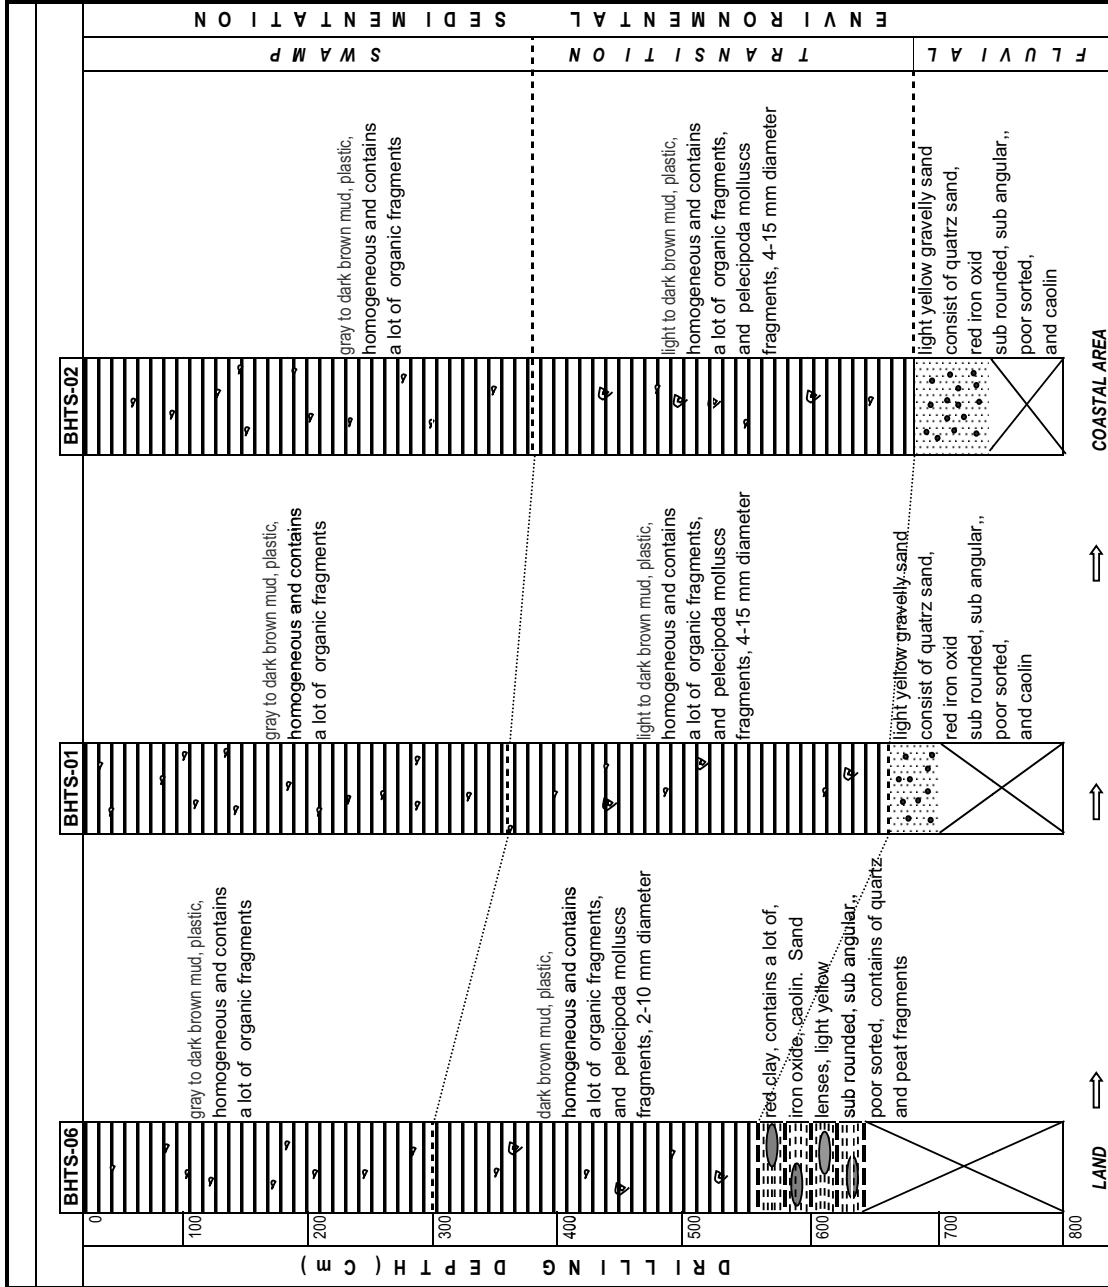 DRILLING DEPTH (Cm)
0
100
200
300
400
500
600
700
800
BHTS-06
gray to dark brown mud, plastic,
homogeneous and contains
a lot of organic fragments
dark brown mud, plastic,
homogeneous and contains
a lot of organic fragments,
and pelecipoda molluscs
fragments, 2-10 mm diameter
red clay, contains a lot of,
iron oxide, caolin. Sand
lenses, light yellow
sub rounded, sub angular,,
poor sorted, contains of quartz
and peat fragments
LAND
BHTS-01
gray to dark brown mud, plastic,
homogeneous and contains
a lot of organic fragments
light to dark brown mud, plastic,
homogeneous and contains
a lot of organic fragments,
and pelecipoda molluscs
fragments, 4-15 mm diameter
light yellow gravelly sand
consist of quatrz sand,
red iron oxid
sub rounded, sub angular,,
poor sorted,
and caolin
BHTS-02
gray to dark brown mud, plastic,
homogeneous and contains
a lot of organic fragments
light to dark brown mud, plastic,
homogeneous and contains
a lot of organic fragments,
and pelecipoda molluscs
fragments, 4-15 mm diameter
light yellow gravelly sand
consist of quatrz sand,
red iron oxid
sub rounded, sub angular,,
poor sorted,
and caolin
COASTAL AREA
SWAMP
TRANSITION
FLUVIAL
ENVIRONMENTAL SEDIMENTATION